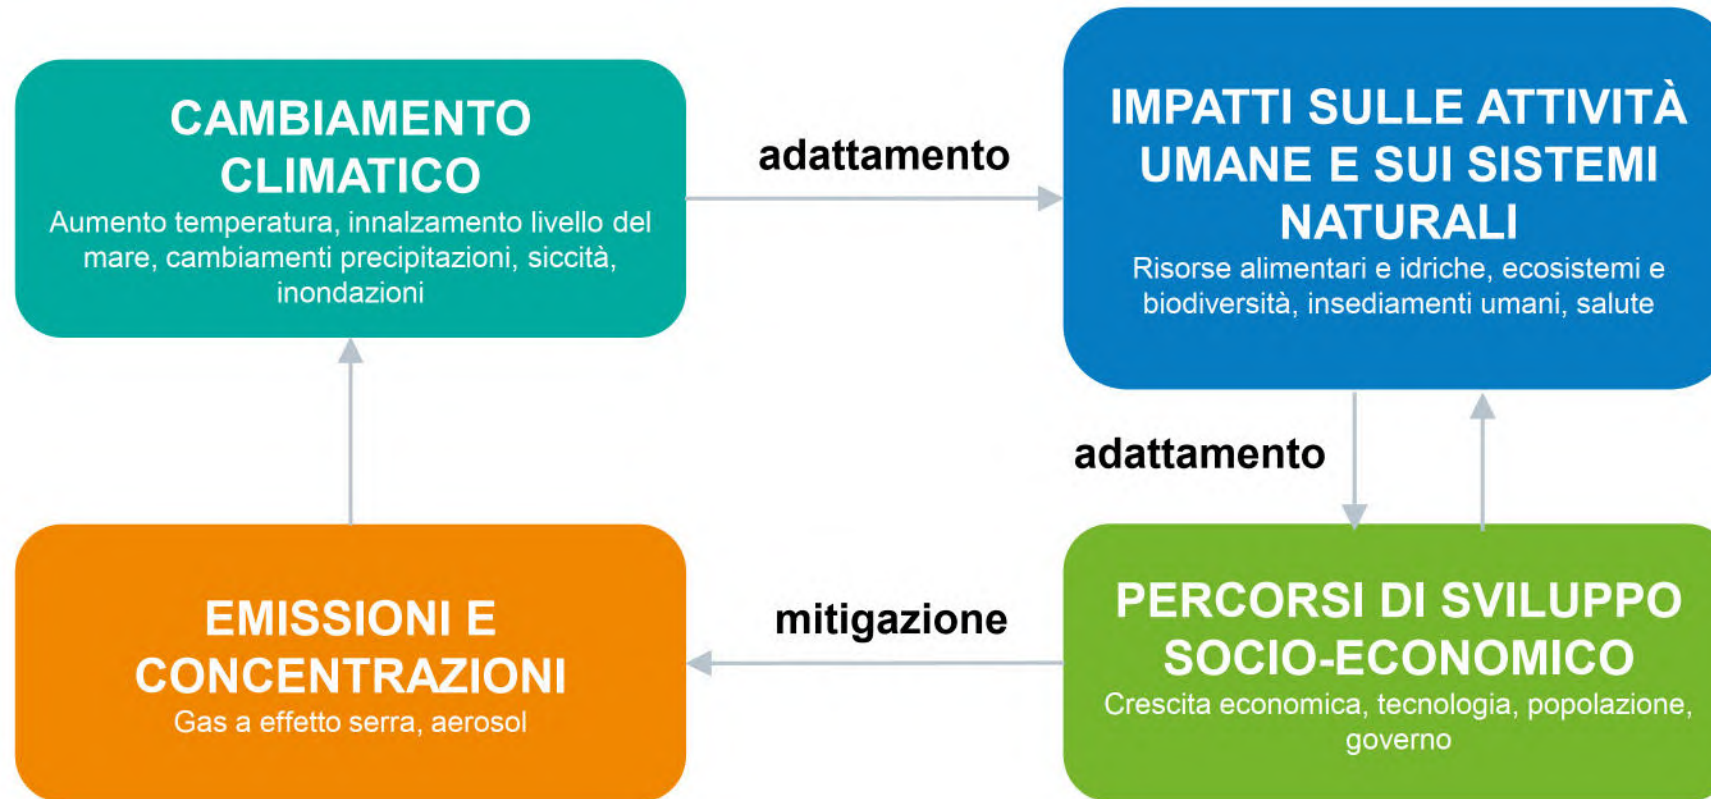 CAMBIAMENTO
CLIMATICO
Aumento temperatura, innalzamento livello del
mare, cambiamenti precipitazioni, siccità,
inondazioni
adattamento
IMPATTI SULLE ATTIVITÀ
UMANE E SUI SISTEMI
NATURALI
Risorse alimentari e idriche, ecosistemi e
biodiversità, insediamenti umani, salute
adattamento
EMISSIONI E
CONCENTRAZIONI
Gas a effetto serra, aerosol
mitigazione
PERCORSI DI SVILUPPO
SOCIO-ECONOMICO
Crescita economica, tecnologia, popolazione,
governo